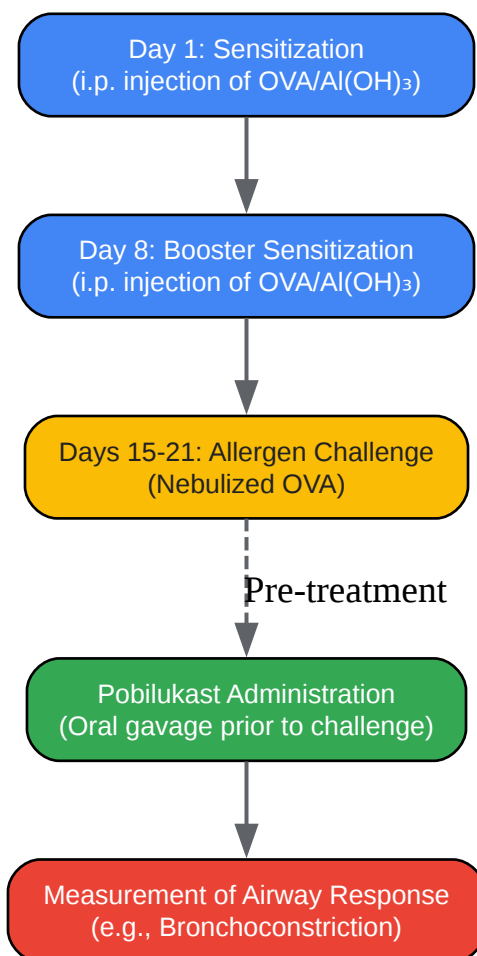 Day 1: Sensitization
(i.p. injection of OVA/Al(OH)₃)
Day 8: Booster Sensitization
(i.p. injection of OVA/Al(OH)₃)
Days 15-21: Allergen Challenge
(Nebulized OVA)
Pre-treatment
Pobilukast Administration
(Oral gavage prior to challenge)
Measurement of Airway Response
(e.g., Bronchoconstriction)